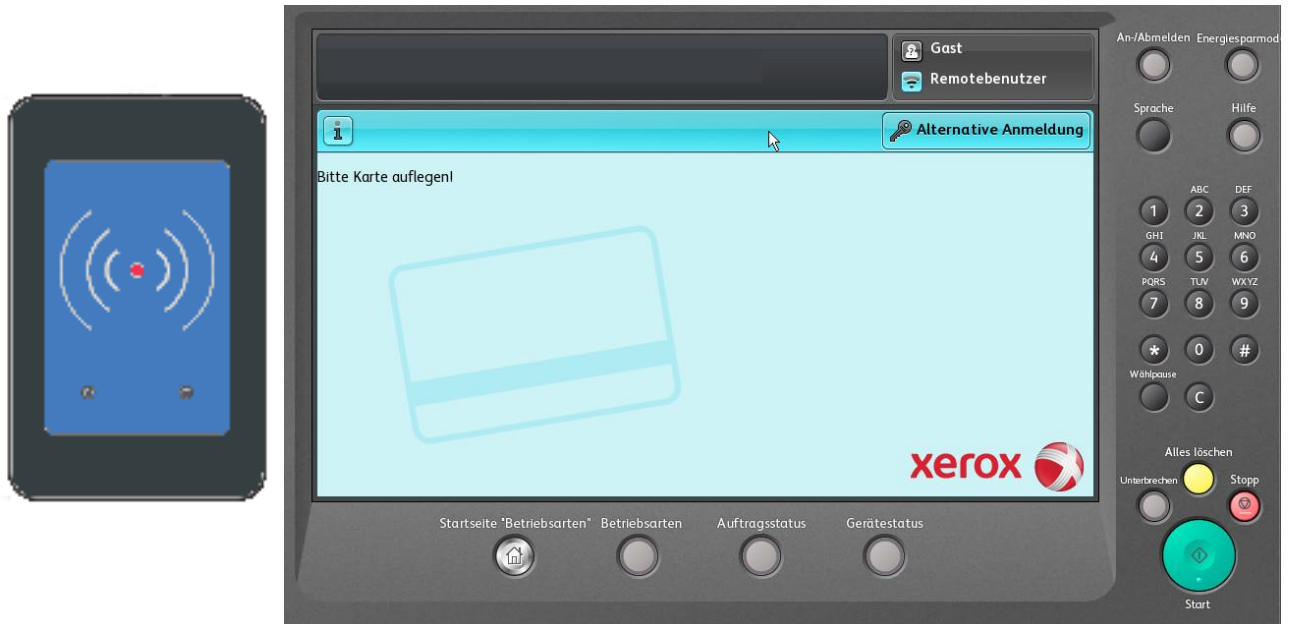 Gast
Remotebenutzer
i
Alternative Anmeldung
Bitte Karte auflegen!
xerox
Startseite "Betriebsarten" Betriebsarten Auftragsstatus Gerätestatus
An-/Abmelden Energiesparmod
Sprache Hilfe
ABC DEF
1 2 3
GHI JKL MNO
4 5 6
PQRS TUV WXYZ
7 8 9
* 0 #
Wählpause
C
Alles löschen
Unterbrechen Stopp
Start